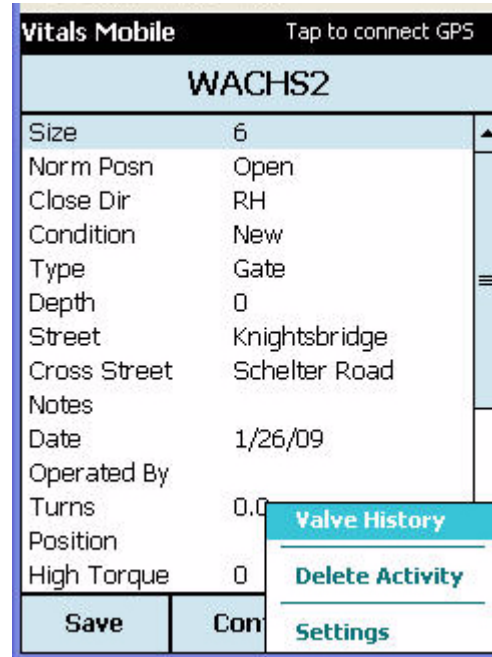 Vitals Mobile Tap to connect GPS
WACHS2
Size 6
Norm Posn Open
Close Dir RH
Condition New
Type Gate
Depth 0
Street Knightsbridge
Cross Street Schelter Road
Notes
Date 1/26/09
Operated By
Turns 0.0
Position
High Torque 0
Valve History
Delete Activity
Settings
Save